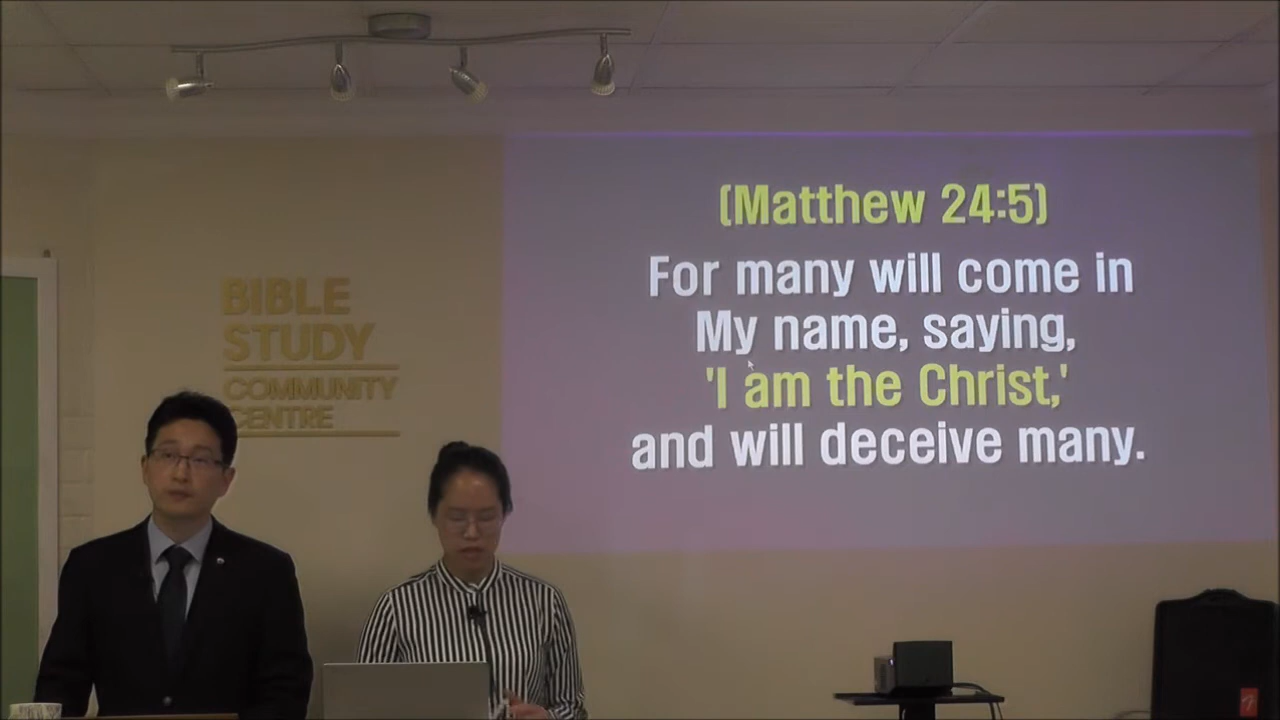 BIBLE
STUDY
COMMUNITY
CENTRE
(Matthew 24:5)
For many will come in
My name, saying,
'I am the Christ,'
and will deceive many.